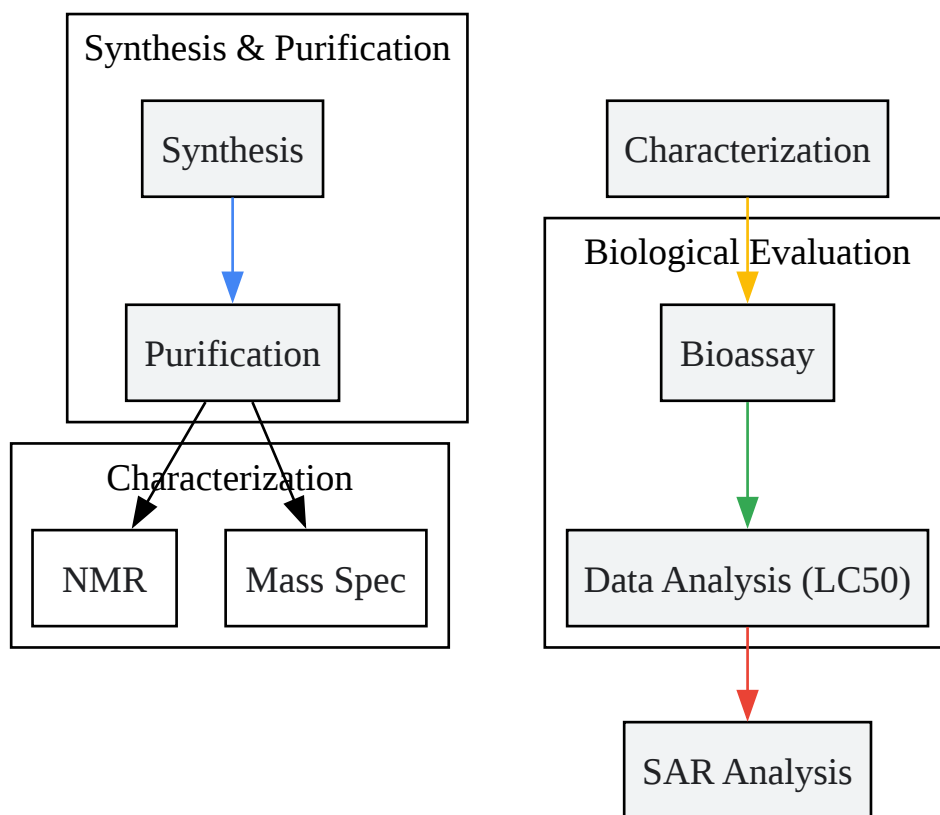 Synthesis & Purification
Synthesis
Purification
Characterization
NMR
Mass Spec
Characterization
Biological Evaluation
Bioassay
Data Analysis (LC50)
SAR Analysis